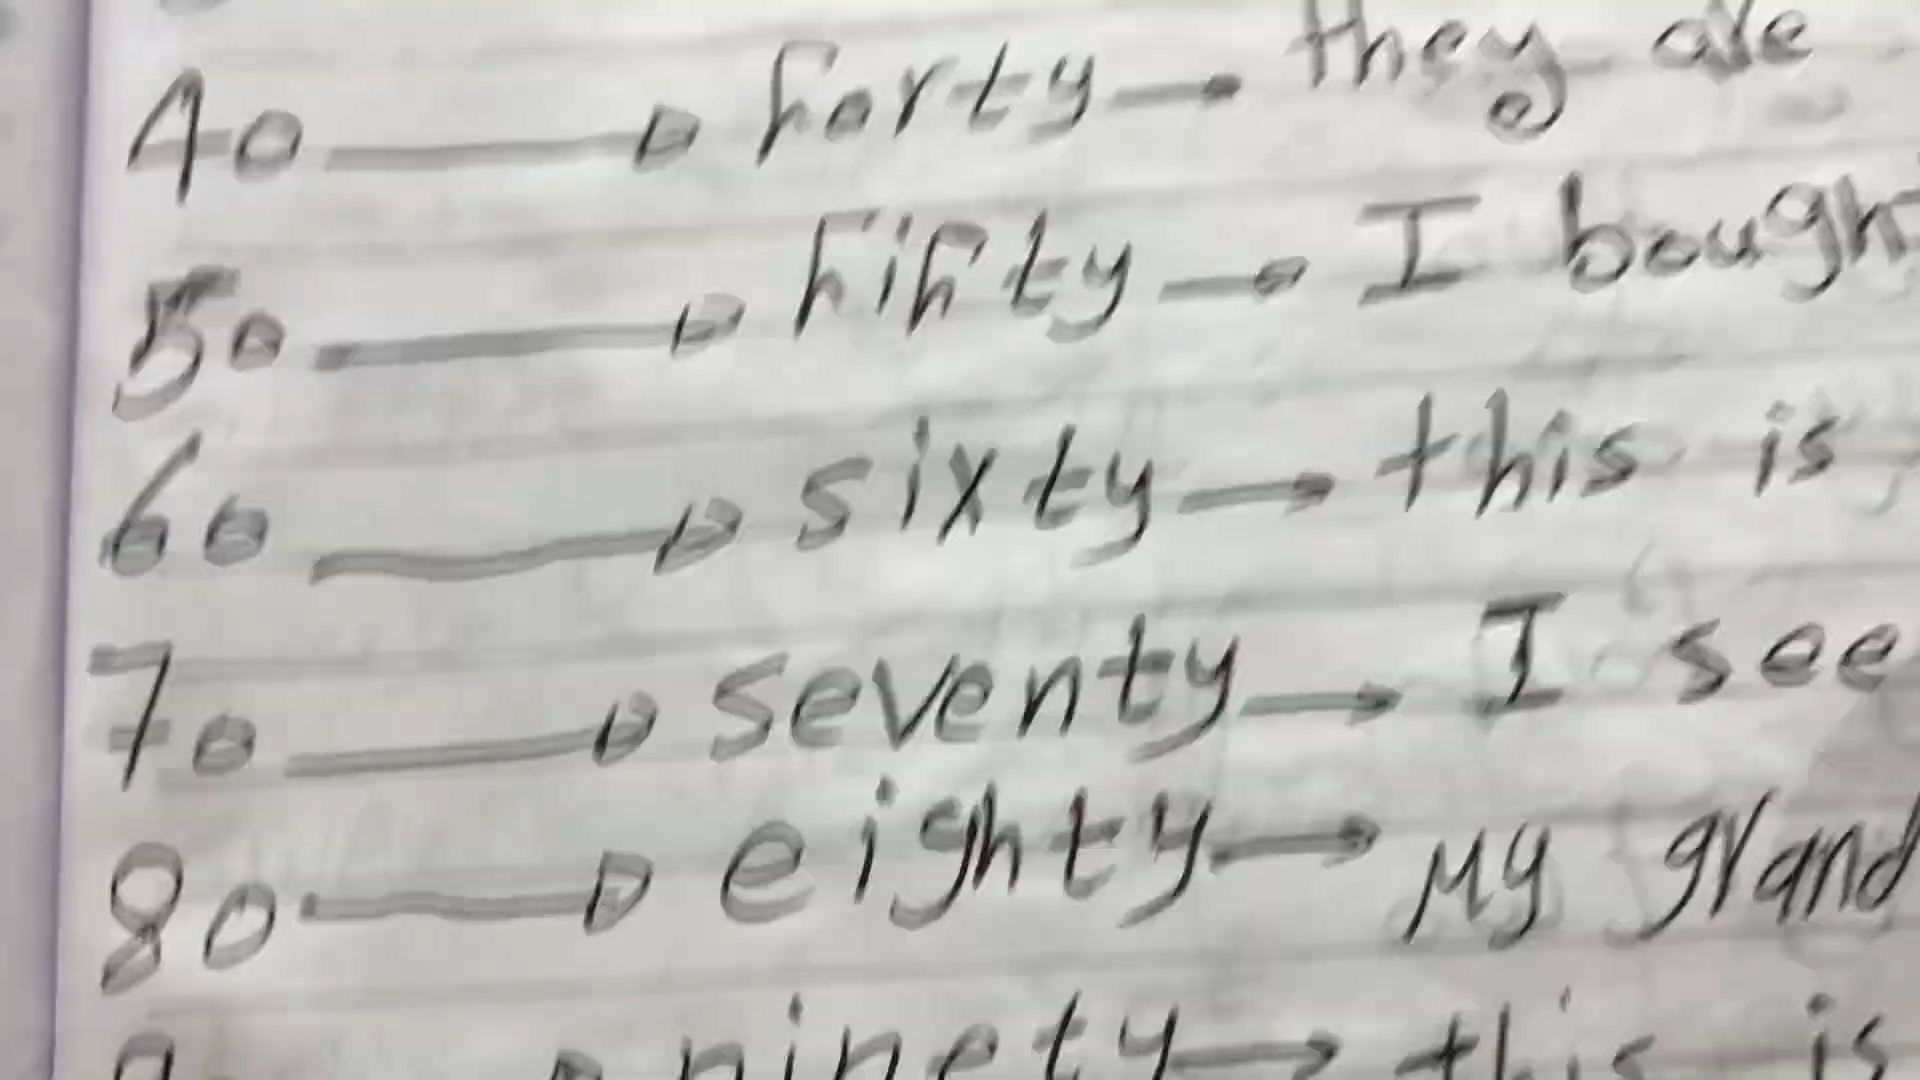 40 → forty → they are
50 → fifty → I bough
60 → sixty → this is
70 → seventy → I see
80 → eighty → My grand
ninety → this is